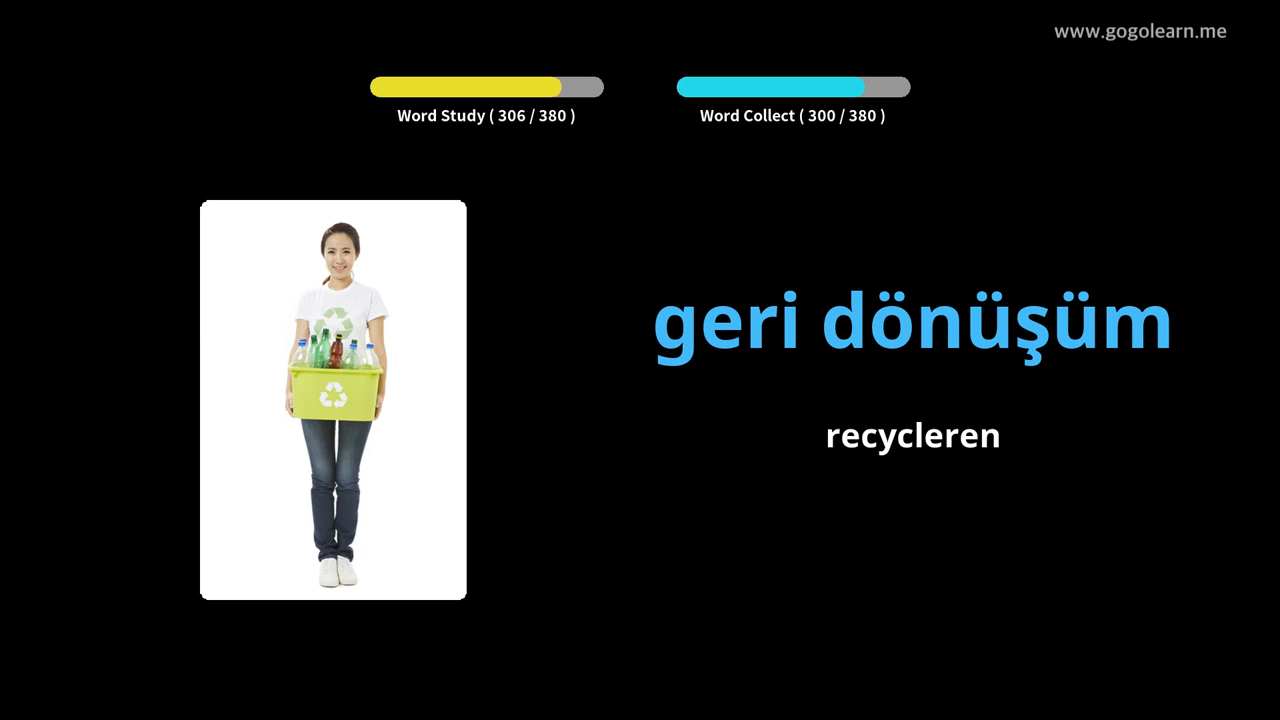 www.gogolearn.me
Word Study ( 306 / 380 )
Word Collect ( 300 / 380 )
geri dönüşüm
recycleren